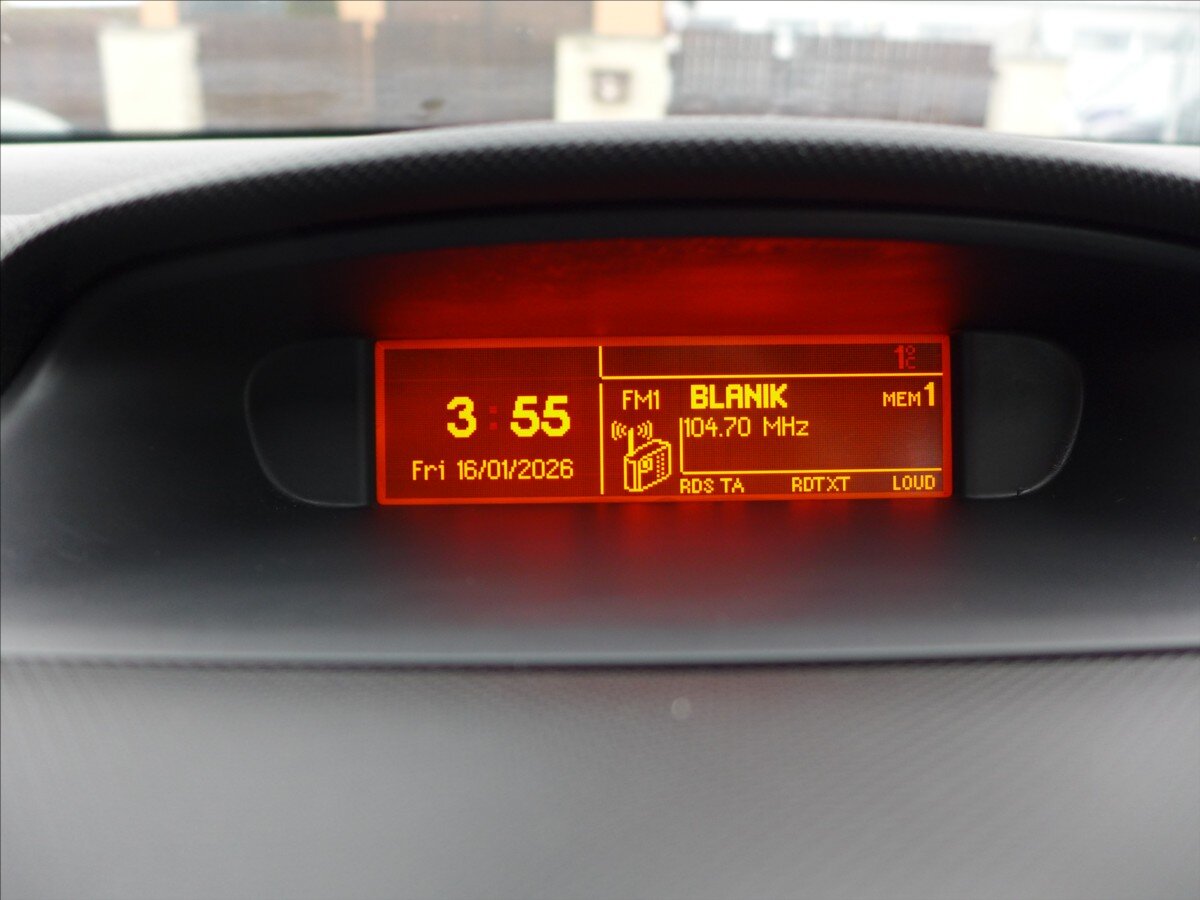 1°C
3:55
Fri 16/01/2026
FM1 BLANIK MEM 1
104.70 MHz
RDS TA RDTXT LOUD